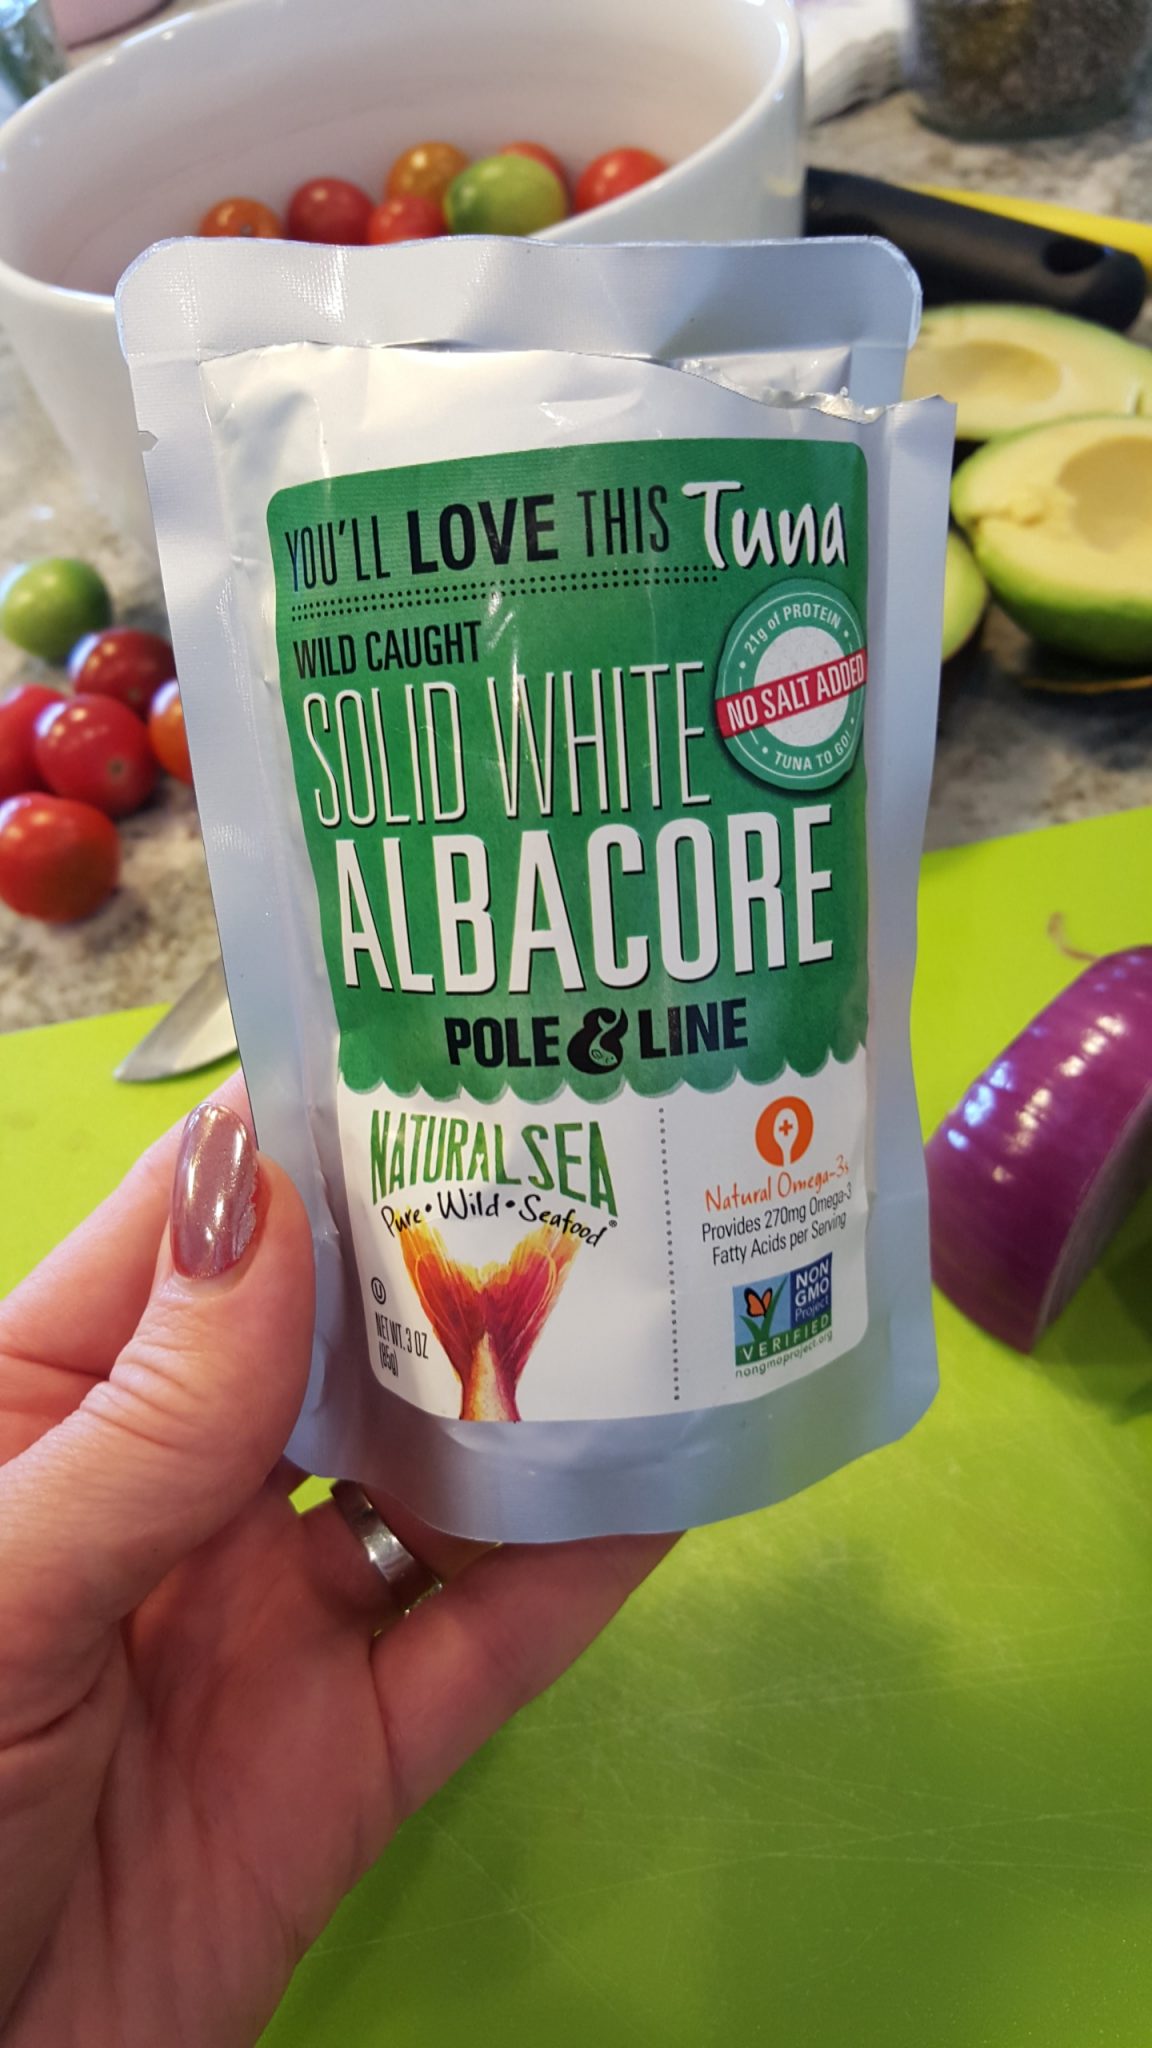 YOU'LL LOVE THIS Tuna
WILD CAUGHT
SOLID WHITE
ALBACORE
POLE & LINE
21g of PROTEIN
NO SALT ADDED
TUNA TO GO!
NATURAL SEA
Pure • Wild • Seafood®
U
NET WT. 3 OZ
(85g)
Natural Omega-3s
Provides 270mg Omega-3
Fatty Acids per Serving
NON
GMO
Project
VERIFIED
nongmoproject.org